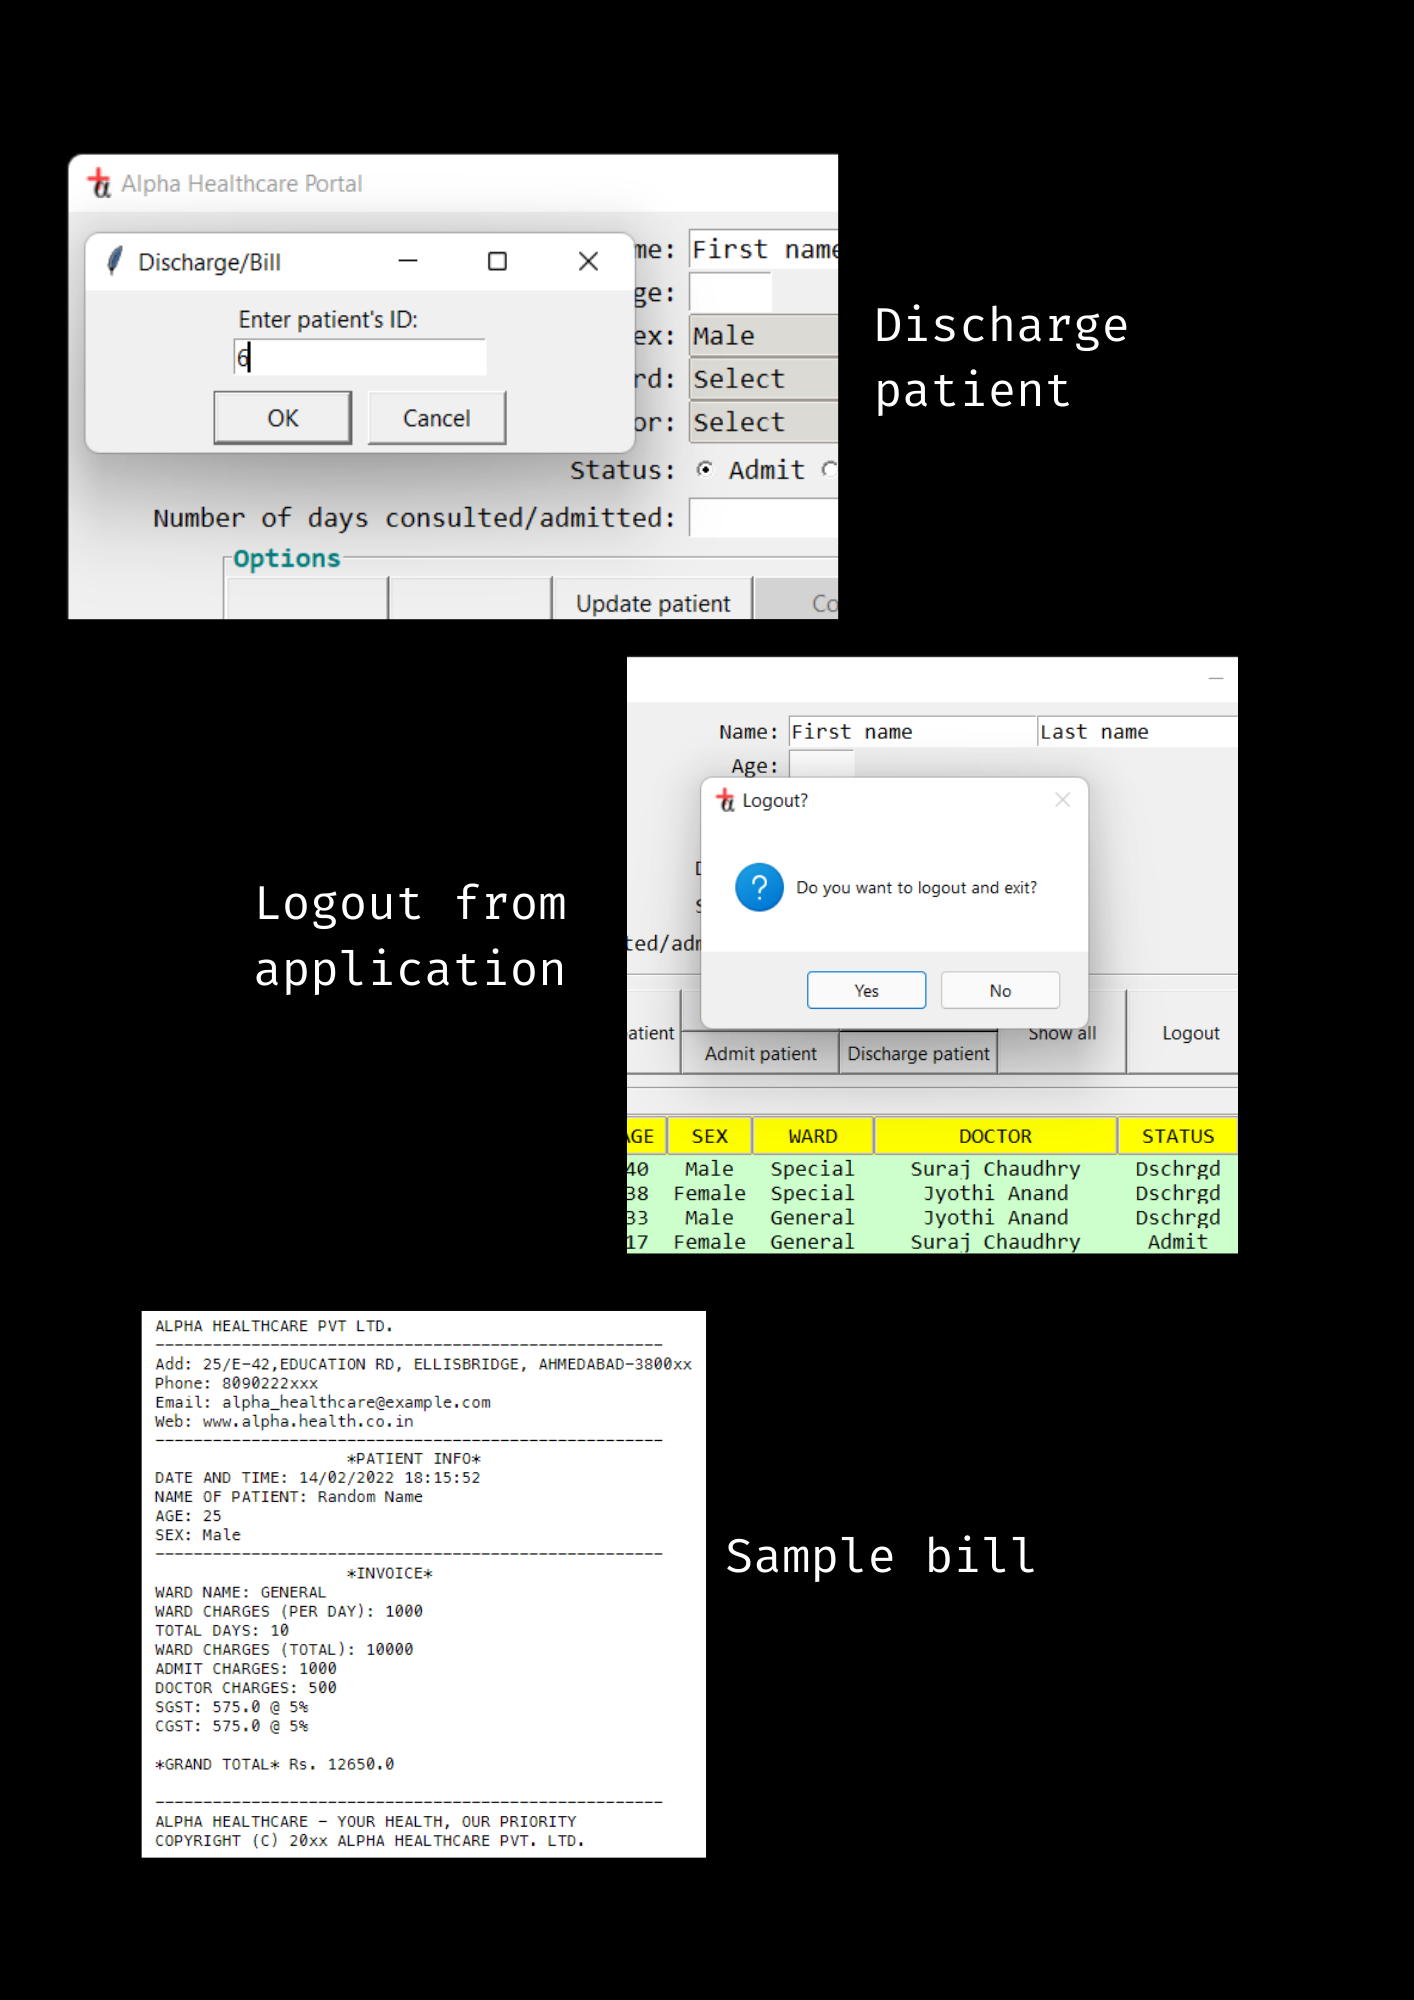 Alpha Healthcare Portal
Discharge/Bill
Enter patient's ID:
6
OK Cancel
me: First name
ge:
ex: Male
rd: Select
or: Select
Status: Admit
Number of days consulted/admitted:
Options
Update patient Co
Discharge
patient
Name: First name Last name
Age:
Logout?
Do you want to logout and exit?
ted/adm
Yes No
atient Show all Logout
Admit patient Discharge patient
AGE SEX WARD DOCTOR STATUS
40 Male Special Suraj Chaudhry Dschrgd
38 Female Special Jyothi Anand Dschrgd
33 Male General Jyothi Anand Dschrgd
17 Female General Suraj Chaudhry Admit
Logout from
application
ALPHA HEALTHCARE PVT LTD.
-----------------------------------------------------
Add: 25/E-42,EDUCATION RD, ELLISBRIDGE, AHMEDABAD-3800xx
Phone: 8090222xxx
Email: alpha_healthcare@example.com
Web: www.alpha.health.co.in
-----------------------------------------------------
*PATIENT INFO*
DATE AND TIME: 14/02/2022 18:15:52
NAME OF PATIENT: Random Name
AGE: 25
SEX: Male
-----------------------------------------------------
*INVOICE*
WARD NAME: GENERAL
WARD CHARGES (PER DAY): 1000
TOTAL DAYS: 10
WARD CHARGES (TOTAL): 10000
ADMIT CHARGES: 1000
DOCTOR CHARGES: 500
SGST: 575.0 @ 5%
CGST: 575.0 @ 5%
*GRAND TOTAL* Rs. 12650.0
-----------------------------------------------------
ALPHA HEALTHCARE - YOUR HEALTH, OUR PRIORITY
COPYRIGHT (C) 20xx ALPHA HEALTHCARE PVT. LTD.
Sample bill